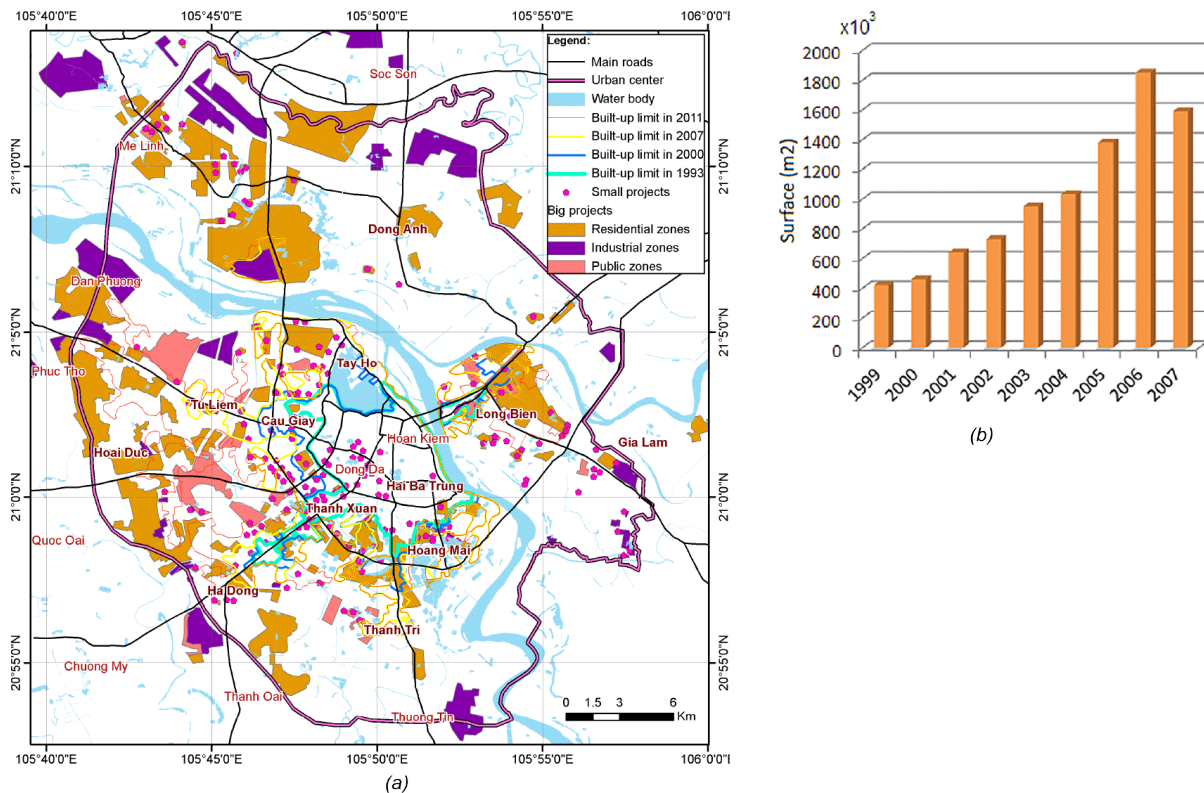 105°40'0"E 105°45'0"E 105°50'0"E 105°55'0"E 106°0'0"E
Legend:
Main roads
Urban center
Water body
Built-up limit in 2011
Built-up limit in 2007
Built-up limit in 2000
Built-up limit in 1993
Small projects
Big projects
Residential zones
Industrial zones
Public zones
Soc Son
Me Linh
21°10'0"N 21°10'0"N
Dong Anh
Dan Phuong
21°5'0"N 21°5'0"N
Tay Ho
Phuc Tho
Tu Liem
Cau Giay
Long Bien
Hoan Kiem
Gia Lam
Hoai Duc
Dong Da
Hai Ba Trung
21°0'0"N 21°0'0"N
Thanh Xuan
Quoc Oai
Hoang Mai
Ha Dong
Thanh Tri
20°55'0"N 20°55'0"N
Chuong My
Thanh Oai
Thuong Tin
0 1.5 3 6
Km
105°40'0"E 105°45'0"E 105°50'0"E 105°55'0"E 106°0'0"E
(a)
x10³
Surface (m2)
2000
1800
1600
1400
1200
1000
800
600
400
200
0
1999 2000 2001 2002 2003 2004 2005 2006 2007
(b)